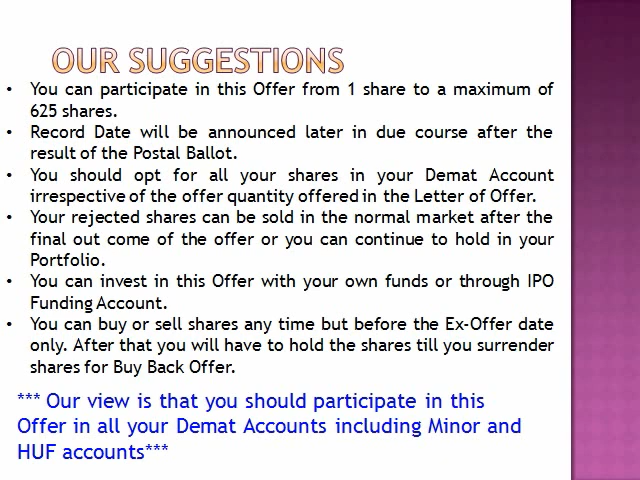 OUR SUGGESTIONS
• You can participate in this Offer from 1 share to a maximum of
625 shares.
• Record Date will be announced later in due course after the
result of the Postal Ballot.
• You should opt for all your shares in your Demat Account
irrespective of the offer quantity offered in the Letter of Offer.
• Your rejected shares can be sold in the normal market after the
final out come of the offer or you can continue to hold in your
Portfolio.
• You can invest in this Offer with your own funds or through IPO
Funding Account.
• You can buy or sell shares any time but before the Ex-Offer date
only. After that you will have to hold the shares till you surrender
shares for Buy Back Offer.
*** Our view is that you should participate in this
Offer in all your Demat Accounts including Minor and
HUF accounts***